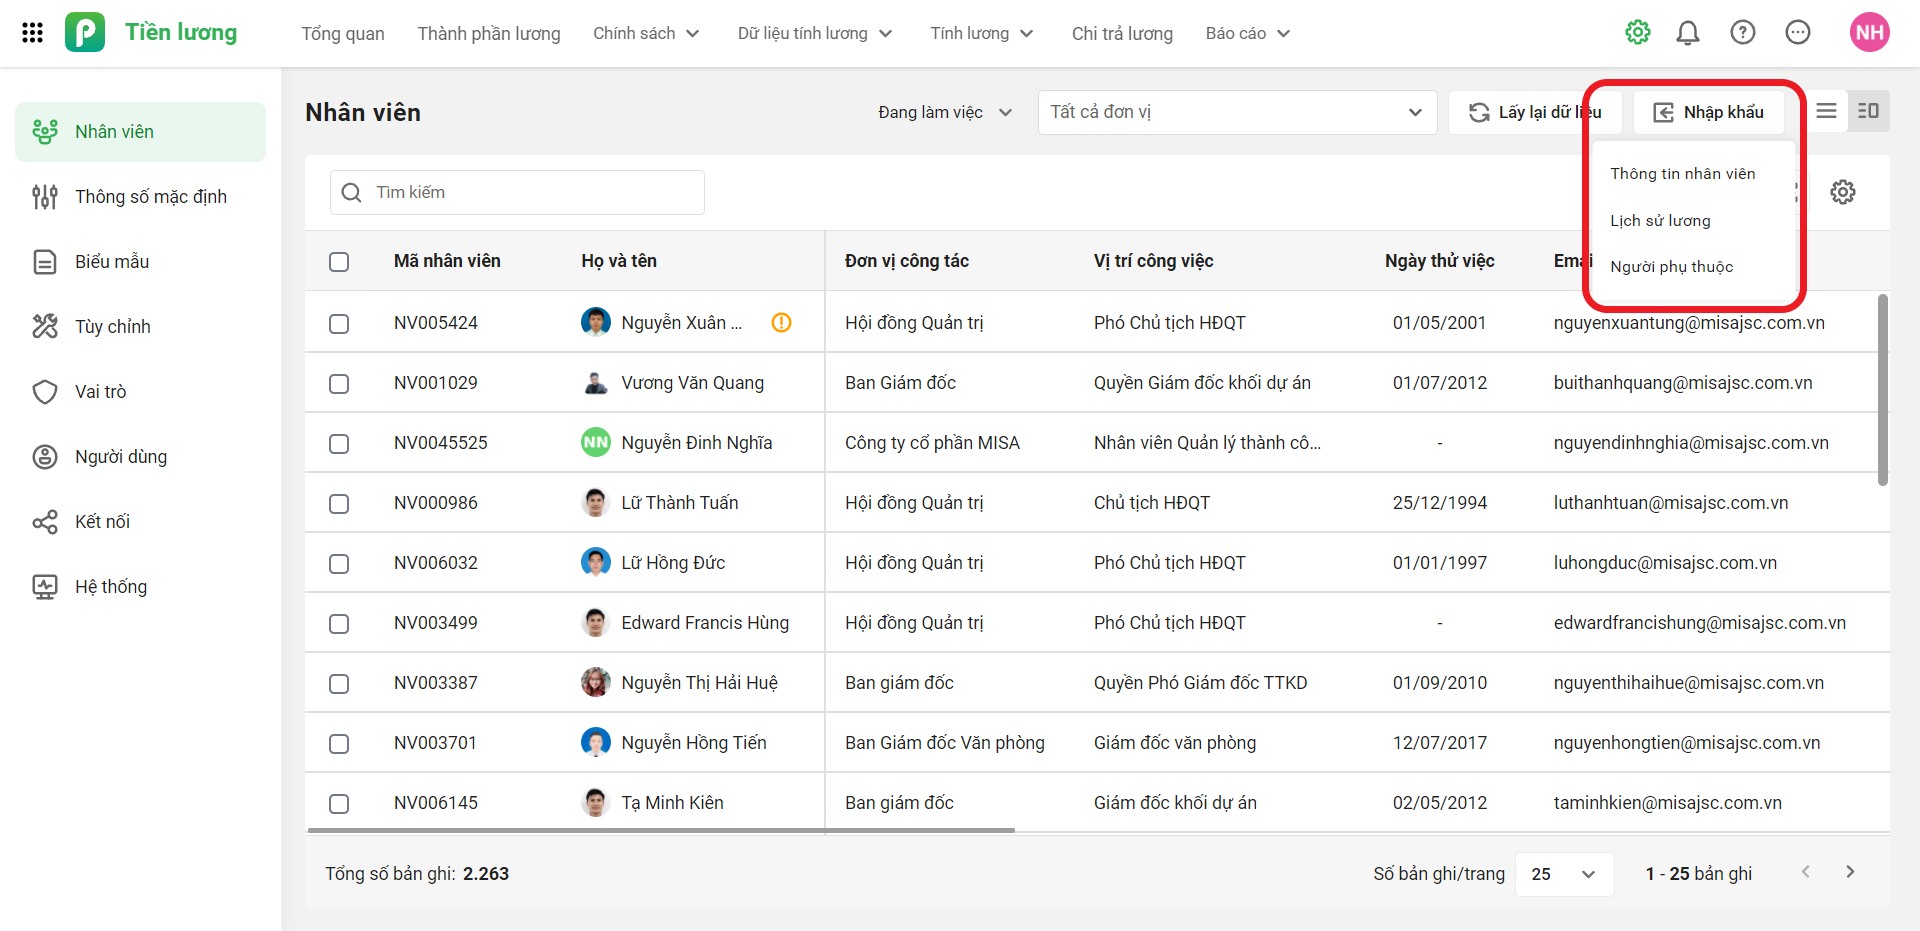 Tiền lương
Tổng quan
Thành phần lương
Chính sách
Dữ liệu tính lương
Tính lương
Chi trả lương
Báo cáo
NH
Nhân viên
Thông số mặc định
Biểu mẫu
Tùy chỉnh
Vai trò
Người dùng
Kết nối
Hệ thống
Nhân viên
Đang làm việc
Tất cả đơn vị
Lấy lại dữ liệu
Nhập khẩu
Thông tin nhân viên
Lịch sử lương
Người phụ thuộc
Tìm kiếm
Mã nhân viên Họ và tên Đơn vị công tác Vị trí công việc Ngày thử việc Emai
NV005424 Nguyễn Xuân ... Hội đồng Quản trị Phó Chủ tịch HĐQT 01/05/2001 nguyenxuantung@misajsc.com.vn
NV001029 Vương Văn Quang Ban Giám đốc Quyền Giám đốc khối dự án 01/07/2012 buithanhquang@misajsc.com.vn
NV0045525 NN Nguyễn Đinh Nghĩa Công ty cổ phần MISA Nhân viên Quản lý thành cô... - nguyendinhnghia@misajsc.com.vn
NV000986 Lữ Thành Tuấn Hội đồng Quản trị Chủ tịch HĐQT 25/12/1994 luthanhtuan@misajsc.com.vn
NV006032 Lữ Hồng Đức Hội đồng Quản trị Phó Chủ tịch HĐQT 01/01/1997 luhongduc@misajsc.com.vn
NV003499 Edward Francis Hùng Hội đồng Quản trị Phó Chủ tịch HĐQT - edwardfrancishung@misajsc.com.vn
NV003387 Nguyễn Thị Hải Huệ Ban giám đốc Quyền Phó Giám đốc TTKD 01/09/2010 nguyenthihaihue@misajsc.com.vn
NV003701 Nguyễn Hồng Tiến Ban Giám đốc Văn phòng Giám đốc văn phòng 12/07/2017 nguyenhongtien@misajsc.com.vn
NV006145 Tạ Minh Kiên Ban giám đốc Giám đốc khối dự án 02/05/2012 taminhkien@misajsc.com.vn
Tổng số bản ghi: 2.263
Số bản ghi/trang 25 1 - 25 bản ghi